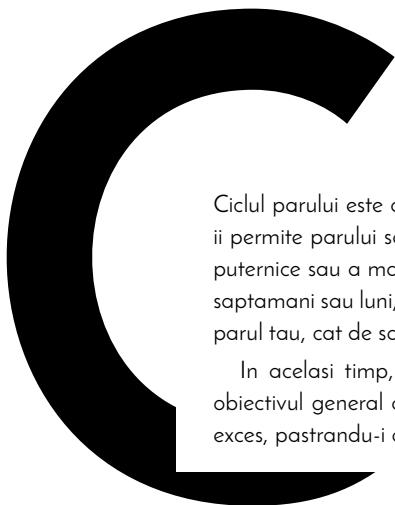 C
Ciclul parului este
ii permite parului
puternice sau a
saptamani sau luni,
parul tau, cat de
In acelasi timp,
obiectivul general
exces, pastrandu-i